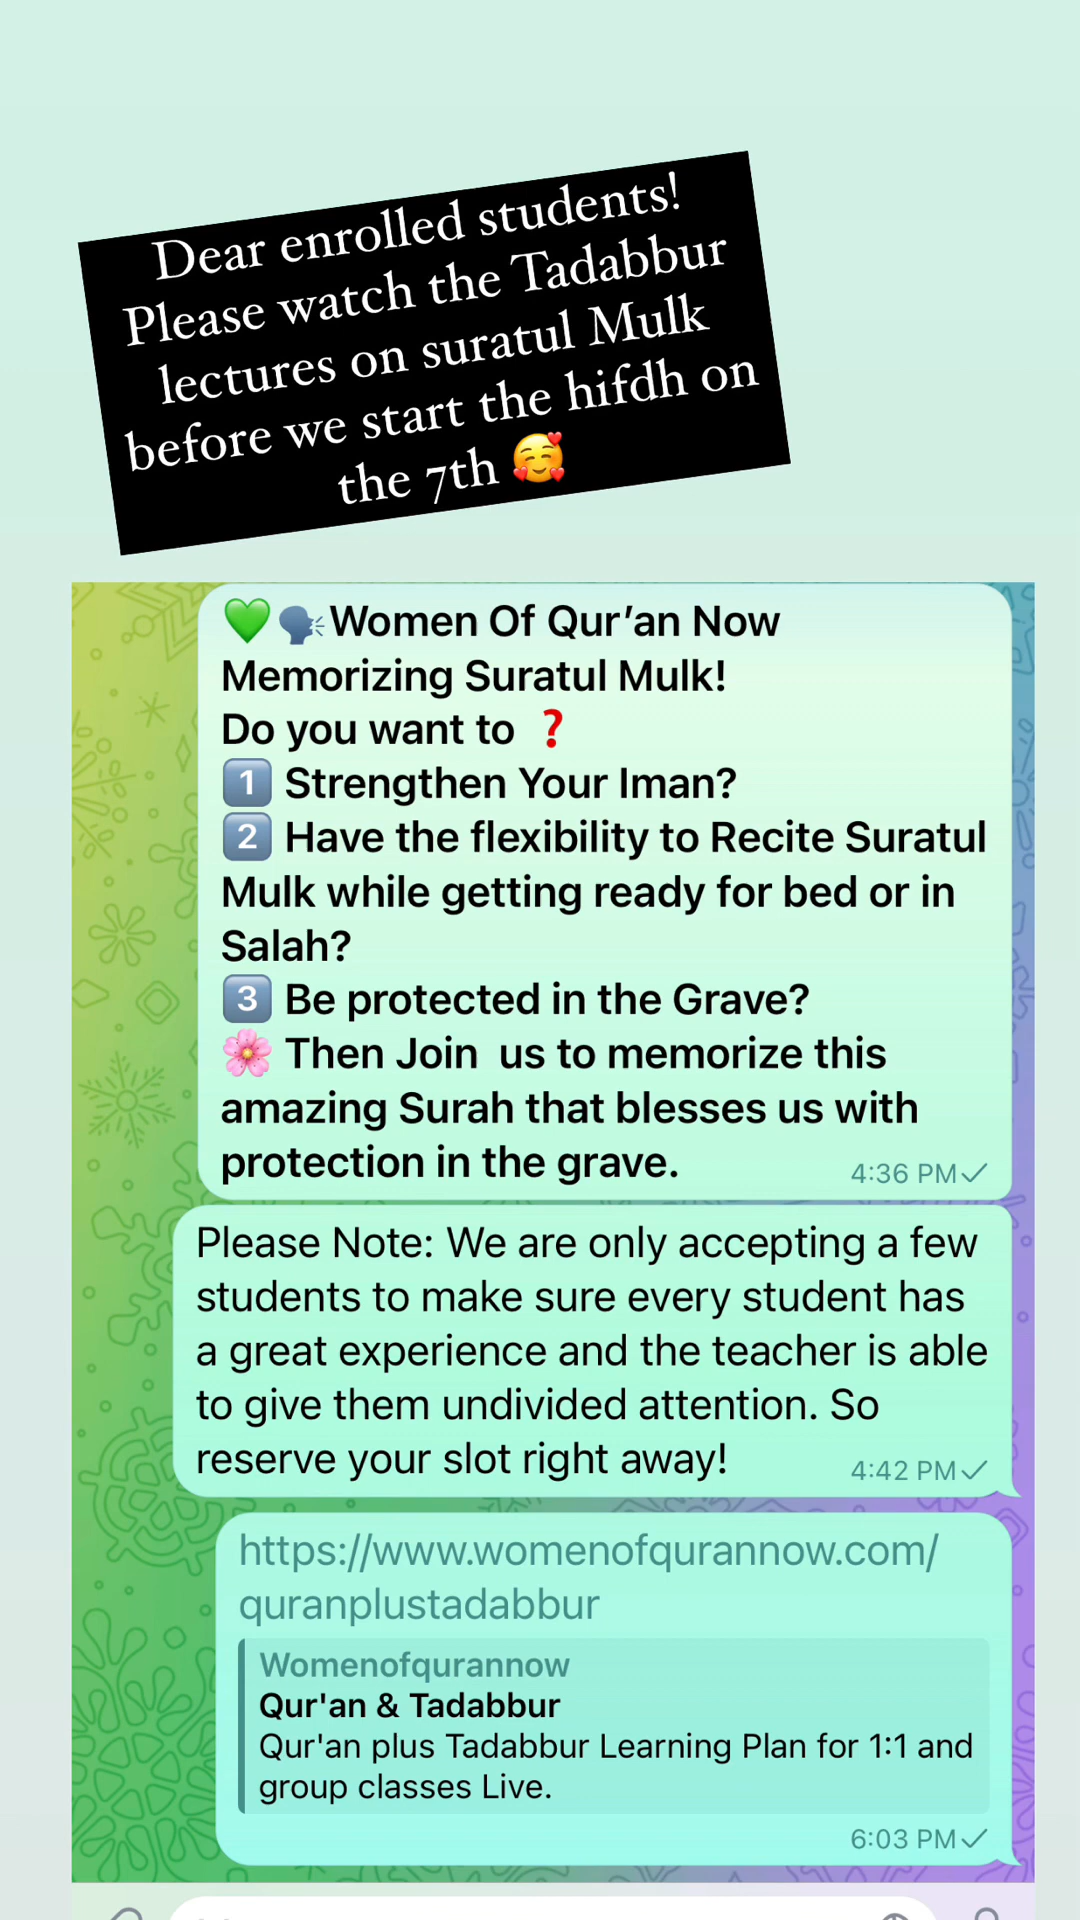 Dear enrolled students!
Please watch the Tadabbur
lectures on suratul Mulk
before we start the hifdh on
the 7th 🥰
💚🗣️Women Of Qur’an Now
Memorizing Suratul Mulk!
Do you want to ❓
1️⃣ Strengthen Your Iman?
2️⃣ Have the flexibility to Recite Suratul
Mulk while getting ready for bed or in
Salah?
3️⃣ Be protected in the Grave?
🌸 Then Join  us to memorize this
amazing Surah that blesses us with
protection in the grave.
4:36 PM✓
Please Note: We are only accepting a few
students to make sure every student has
a great experience and the teacher is able
to give them undivided attention. So
reserve your slot right away!
4:42 PM✓
https://www.womenofqurannow.com/
quranplustadabbur
Womenofqurannow
Qur'an & Tadabbur
Qur'an plus Tadabbur Learning Plan for 1:1 and
group classes Live.
6:03 PM✓